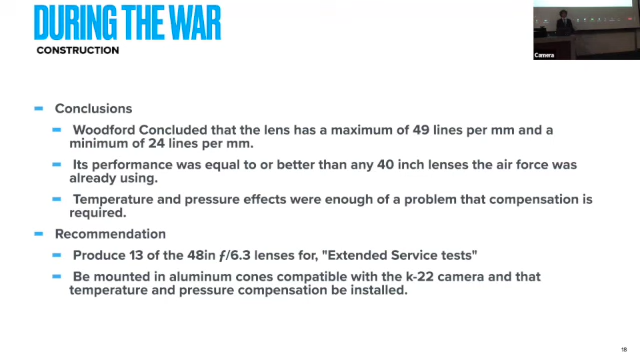 DURING THE WAR
CONSTRUCTION
Camera
Conclusions
Woodford Concluded that the lens has a maximum of 49 lines per mm and a
minimum of 24 lines per mm.
Its performance was equal to or better than any 40 inch lenses the air force was
already using.
Temperature and pressure effects were enough of a problem that compensation is
required.
Recommendation
Produce 13 of the 48in ƒ/6.3 lenses for, "Extended Service tests"
Be mounted in aluminum cones compatible with the k-22 camera and that
temperature and pressure compensation be installed.
18